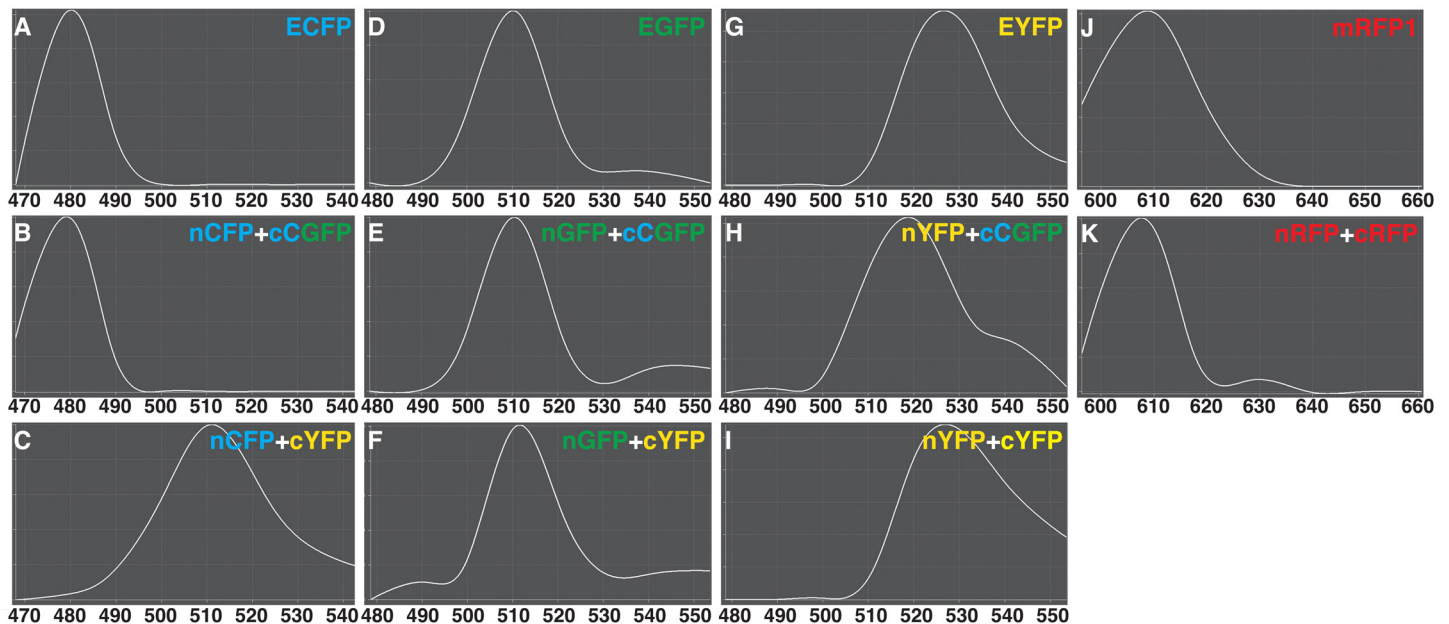 A ECFP
470 480 490 500 510 520 530 540
D EGFP
480 490 500 510 520 530 540 550
G EYFP
480 490 500 510 520 530 540 550
J mRFP1
600 610 620 630 640 650 660
B nCFP+cCGFP
470 480 490 500 510 520 530 540
E nGFP+cCGFP
480 490 500 510 520 530 540 550
H nYFP+cCGFP
480 490 500 510 520 530 540 550
K nRFP+cRFP
600 610 620 630 640 650 660
C nCFP+cYFP
470 480 490 500 510 520 530 540
F nGFP+cYFP
480 490 500 510 520 530 540 550
I nYFP+cYFP
480 490 500 510 520 530 540 550